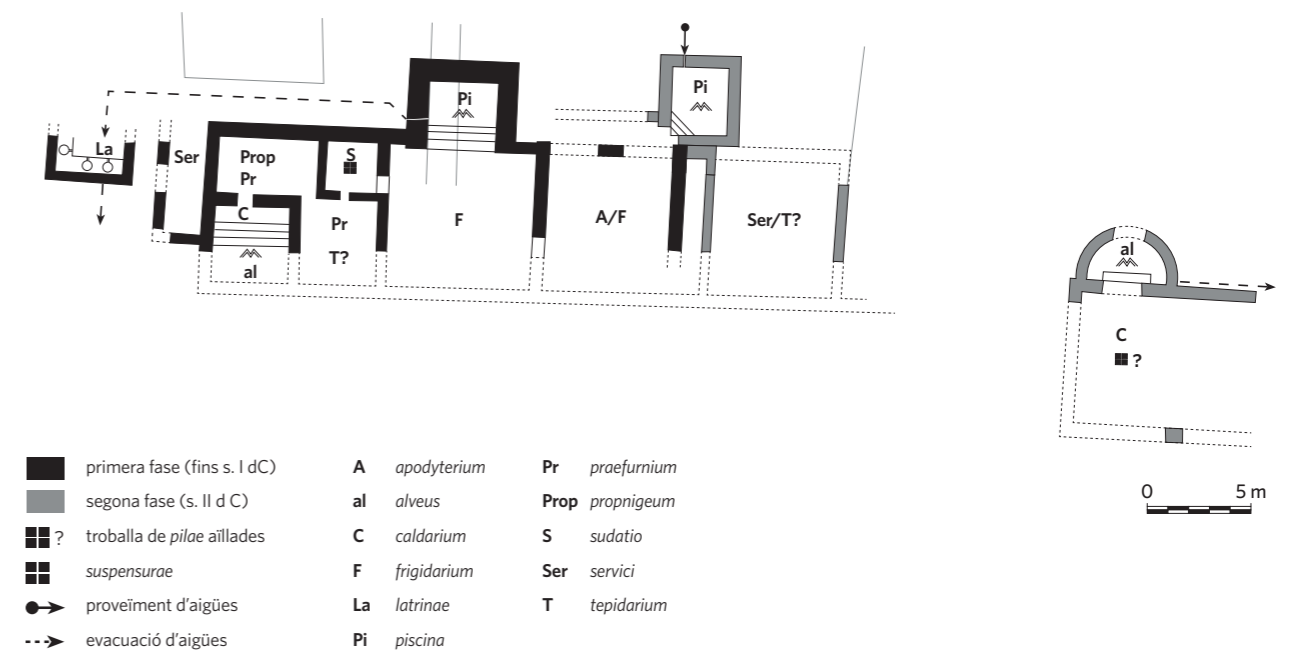 Pi
Pi
La
Ser
Prop
Pr
S
C
Pr
F
A/F
Ser/T?
T?
al
al
C
?
primera fase (fins s. I dC)
segona fase (s. II d C)
? troballa de pilae aïllades
suspensurae
proveïment d'aigües
evacuació d'aigües
A apodyterium
al alveus
C caldarium
F frigidarium
La latrinae
Pi piscina
Pr praefurnium
Prop propnigeum
S sudatio
Ser servici
T tepidarium
0 5 m